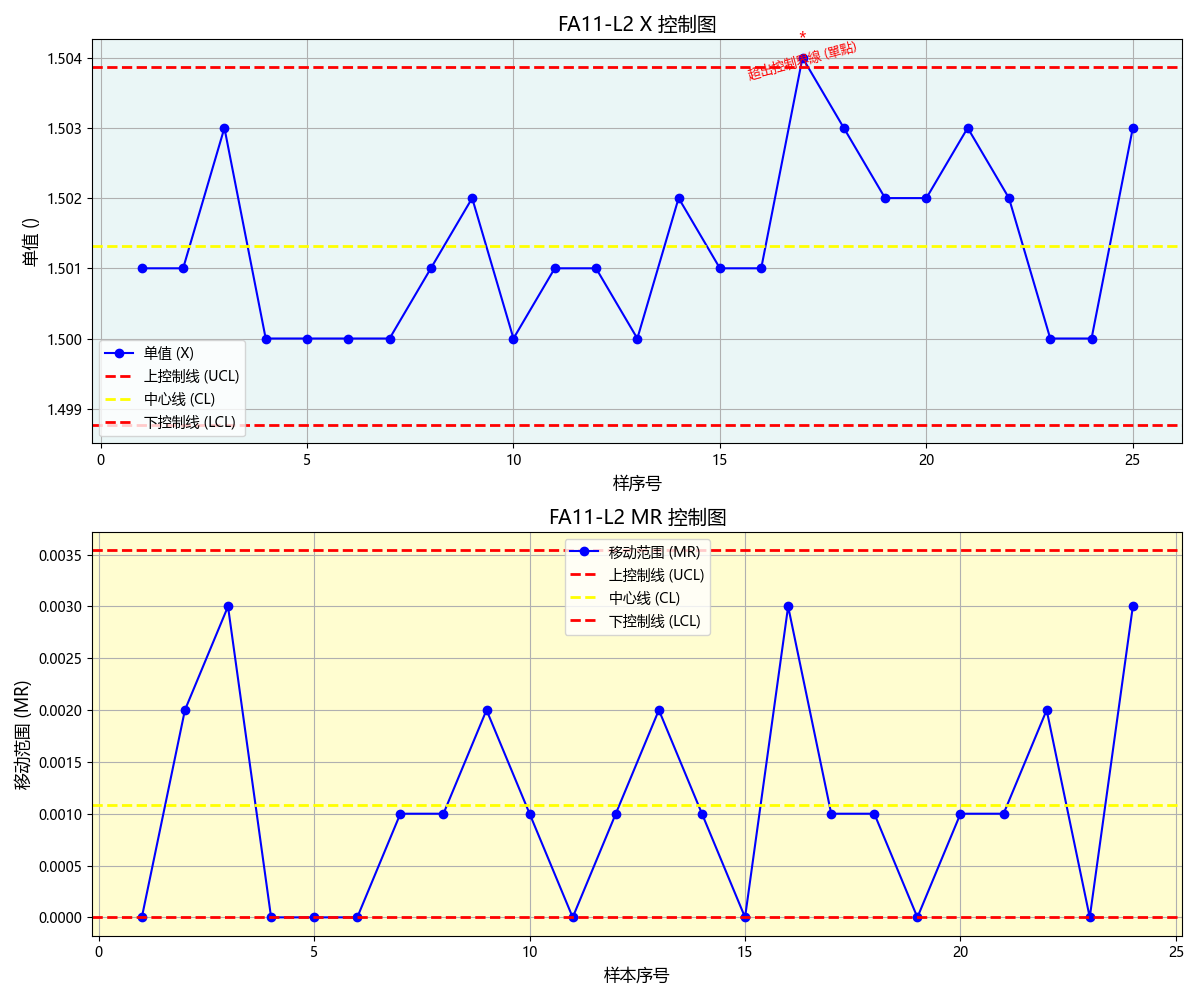 FA11-L2 X 控制图
*
超出控制界線 (單點)
1.504
1.503
1.502
1.501
1.500
1.499
单值 ()
单值 (X)
上控制线 (UCL)
中心线 (CL)
下控制线 (LCL)
0 5 10 15 20 25
样序号
FA11-L2 MR 控制图
0.0035
0.0030
0.0025
0.0020
0.0015
0.0010
0.0005
0.0000
移动范围 (MR)
移动范围 (MR)
上控制线 (UCL)
中心线 (CL)
下控制线 (LCL)
0 5 10 15 20 25
样本序号